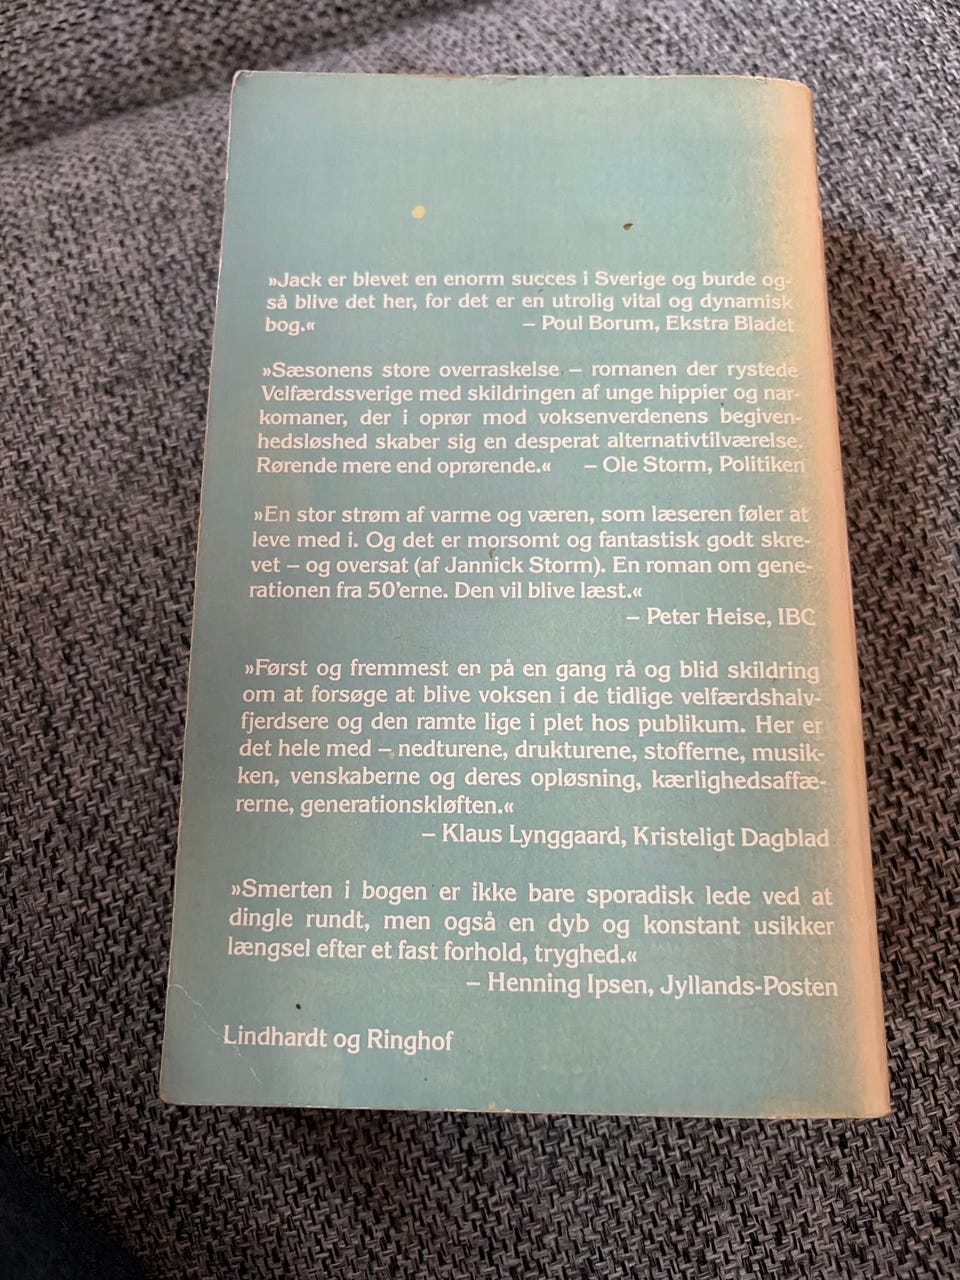 »Jack er blevet en enorm succes i Sverige og burde og-
så blive det her, for det er en utrolig vital og dynamisk
bog.« – Poul Borum, Ekstra Bladet
»Sæsonens store overraskelse – romanen der rystede
Velfærdssverige med skildringen af unge hippier og nar-
komaner, der i oprør mod voksenverdenens begiven-
hedsløshed skaber sig en desperat alternativtilværelse.
Rørende mere end oprørende.« – Ole Storm, Politiken
»En stor strøm af varme og væren, som læseren føler at
leve med i. Og det er morsomt og fantastisk godt skre-
vet – og oversat (af Jannick Storm). En roman om gene-
rationen fra 50'erne. Den vil blive læst.«
– Peter Heise, IBC
»Først og fremmest en på en gang rå og blid skildring
om at forsøge at blive voksen i de tidlige velfærdshalv-
fjerdsere og den ramte lige i plet hos publikum. Her er
det hele med – nedturene, drukturene, stofferne, musik-
ken, venskaberne og deres opløsning, kærlighedsaffæ-
rerne, generationskløften.«
– Klaus Lynggaard, Kristeligt Dagblad
»Smerten i bogen er ikke bare sporadisk lede ved at
dingle rundt, men også en dyb og konstant usikker
længsel efter et fast forhold, tryghed.«
– Henning Ipsen, Jyllands-Posten
Lindhardt og Ringhof